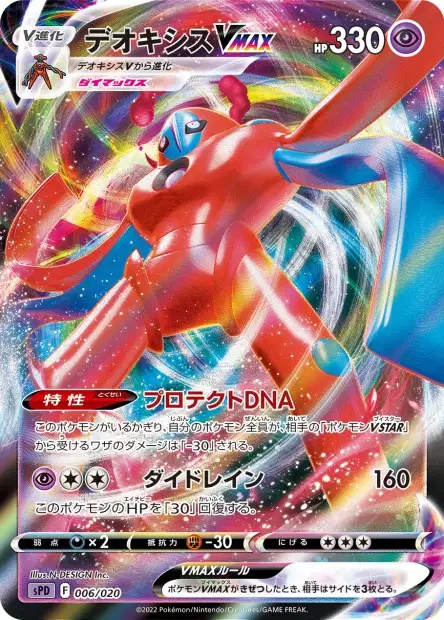 V進化
デオキシスVMAX
HP330
デオキシスVから進化
ダイマックス
特性
とくせい
プロテクトDNA
このポケモンがいるかぎり、自分のポケモン全員が、相手の「ポケモンVSTAR」
から受けるワザのダメージは「-30」される。
ダイドレイン 160
このポケモンのHPを「30」回復する。
弱点 ×2 抵抗力 -30 にげる
Illus. N-DESIGN Inc.
VMAXルール
sPD F 006/020
ポケモンVMAXがきぜつしたとき、相手はサイドを3枚とる。
©2022 Pokémon/Nintendo/Creatures/GAME FREAK.